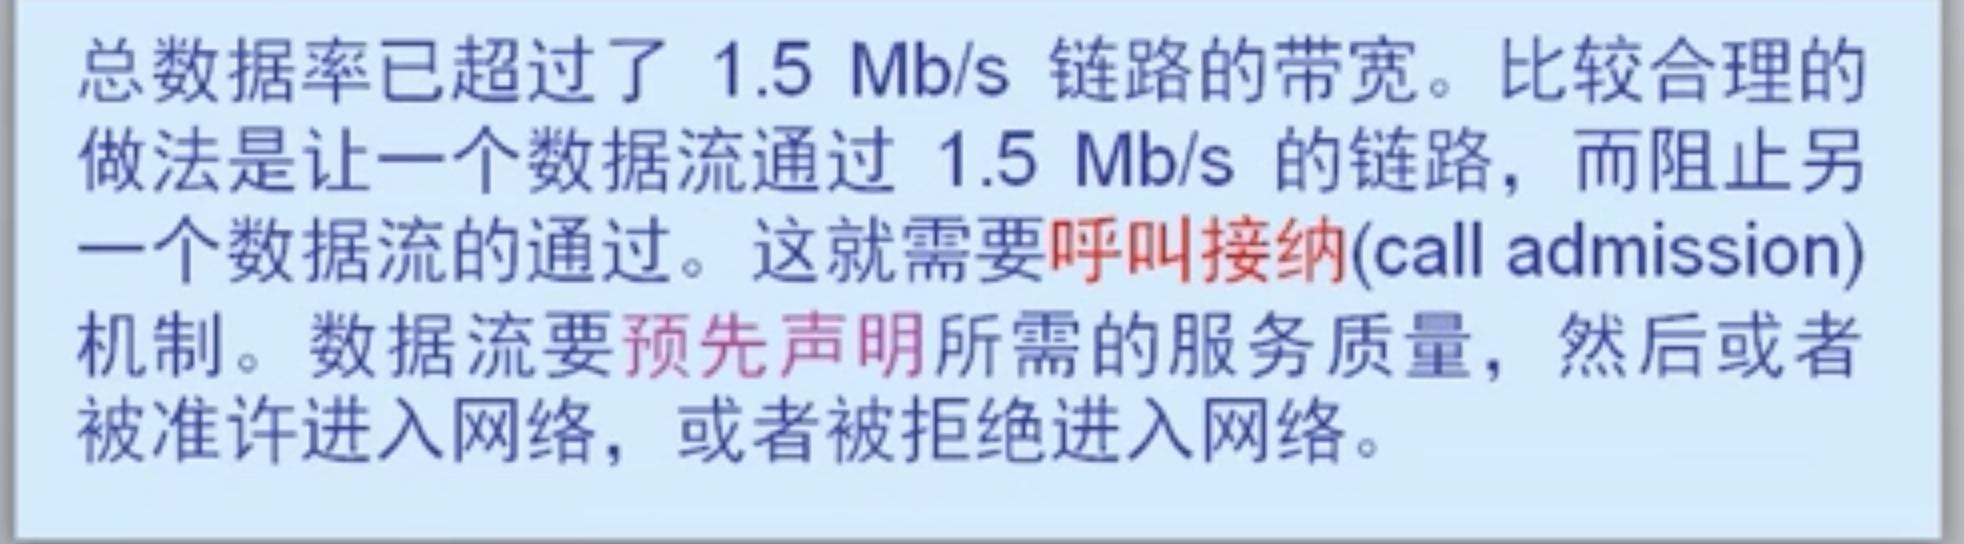 总数据率已超过了 1.5 Mb/s 链路的带宽。比较合理的
做法是让一个数据流通过 1.5 Mb/s 的链路，而阻止另
一个数据流的通过。这就需要呼叫接纳(call admission)
机制。数据流要预先声明所需的服务质量，然后或者
被准许进入网络，或者被拒绝进入网络。